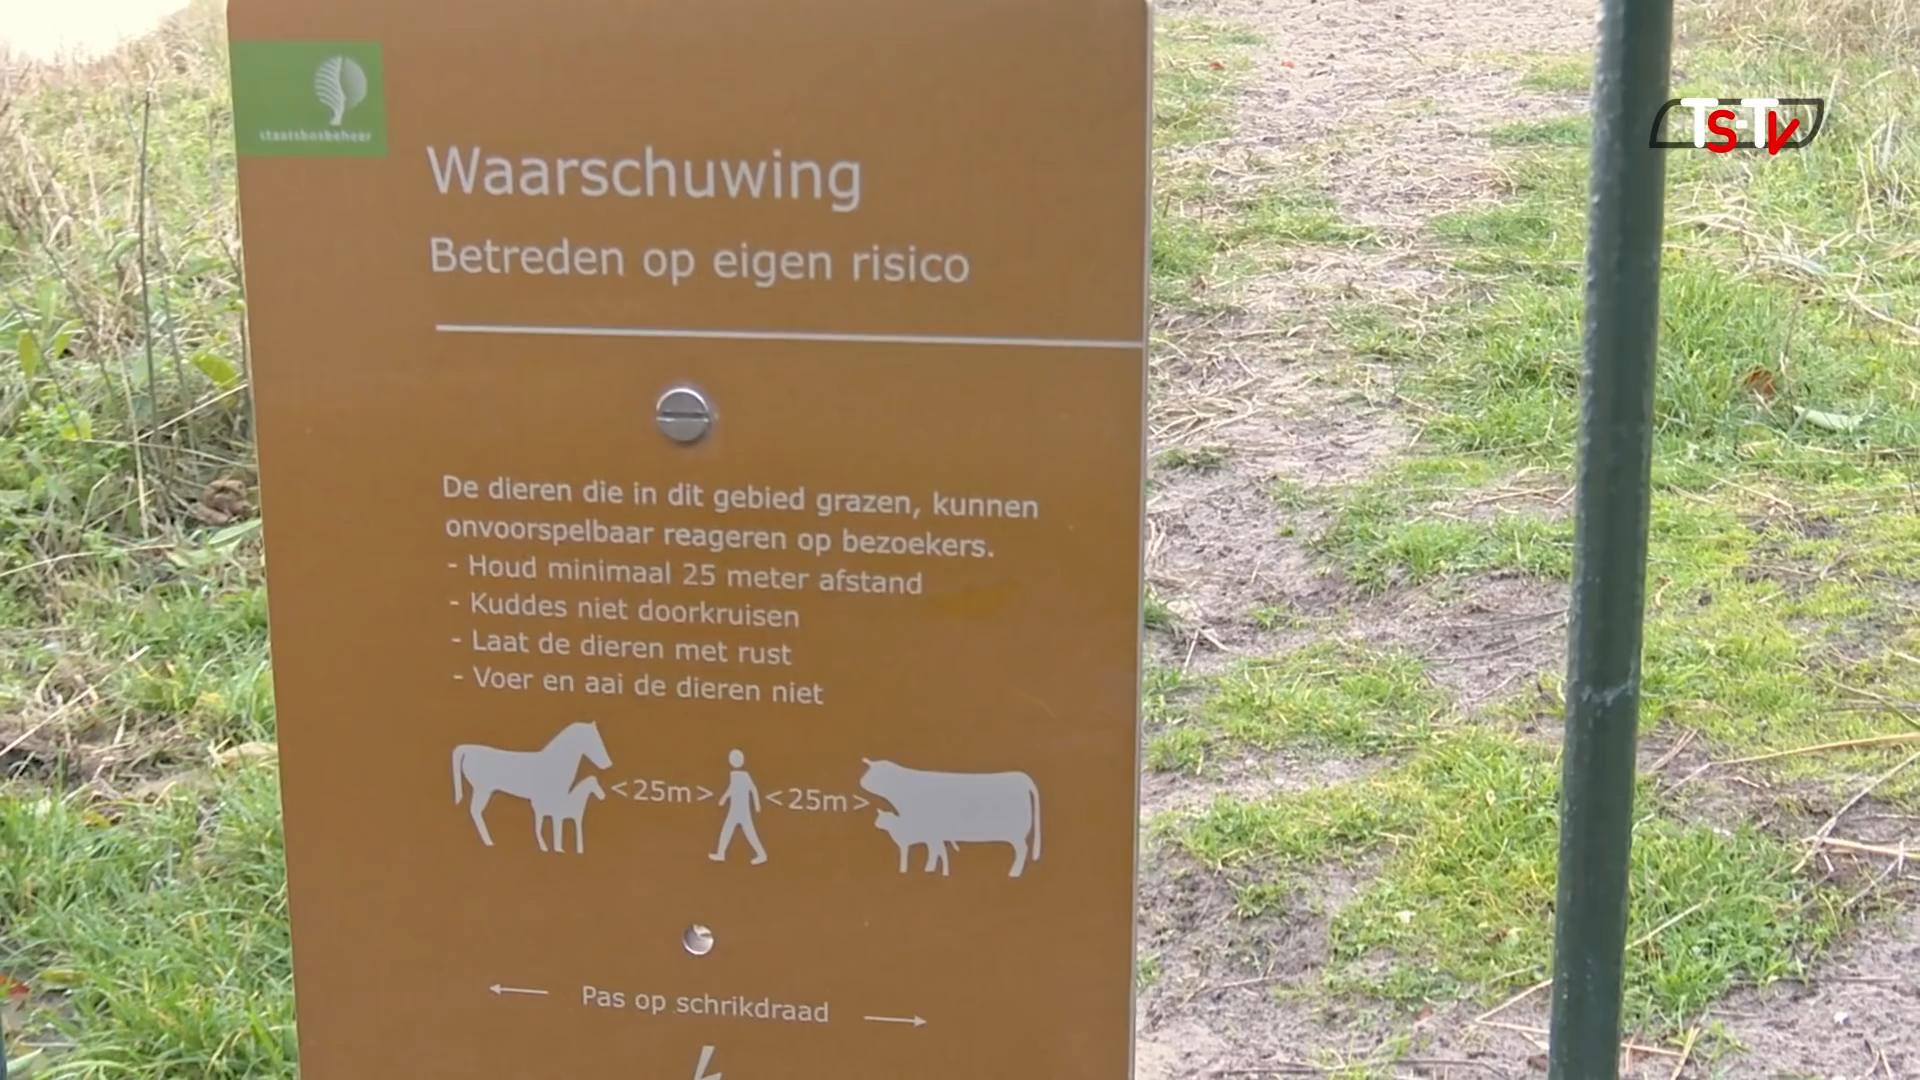 staatsbosbeheer
TS-TV
Waarschuwing
Betreden op eigen risico
De dieren die in dit gebied grazen, kunnen
onvoorspelbaar reageren op bezoekers.
- Houd minimaal 25 meter afstand
- Kuddes niet doorkruisen
- Laat de dieren met rust
- Voer en aai de dieren niet
<25m> <25m>
Pas op schrikdraad